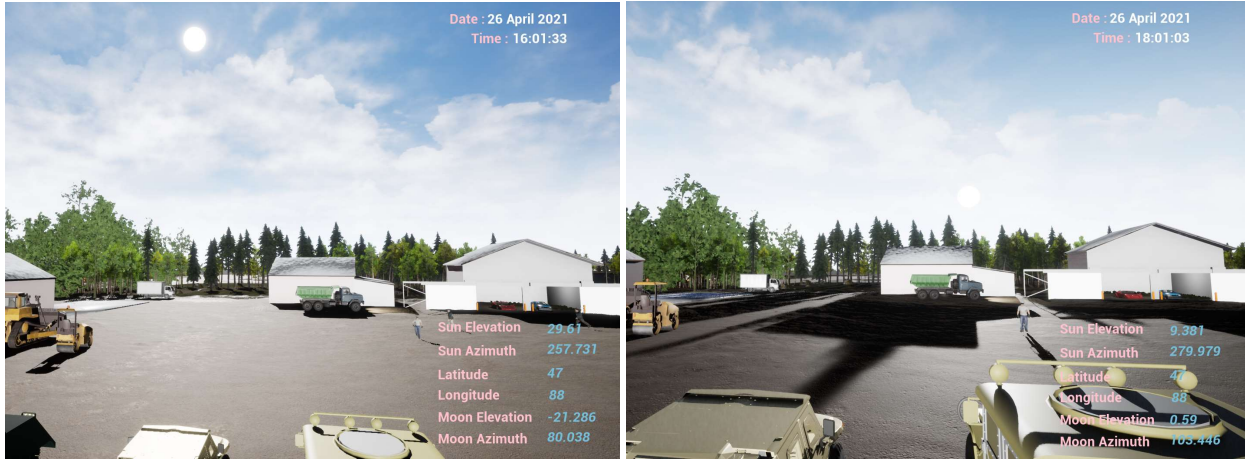 Date : 26 April 2021
Time : 16:01:33
Sun Elevation 29.61
Sun Azimuth 257.731
Latitude 47
Longitude 88
Moon Elevation -21.286
Moon Azimuth 80.038
Date : 26 April 2021
Time : 18:01:03
Sun Elevation 9.381
Sun Azimuth 279.979
Latitude 47
Longitude 88
Moon Elevation 0.59
Moon Azimuth 103.446